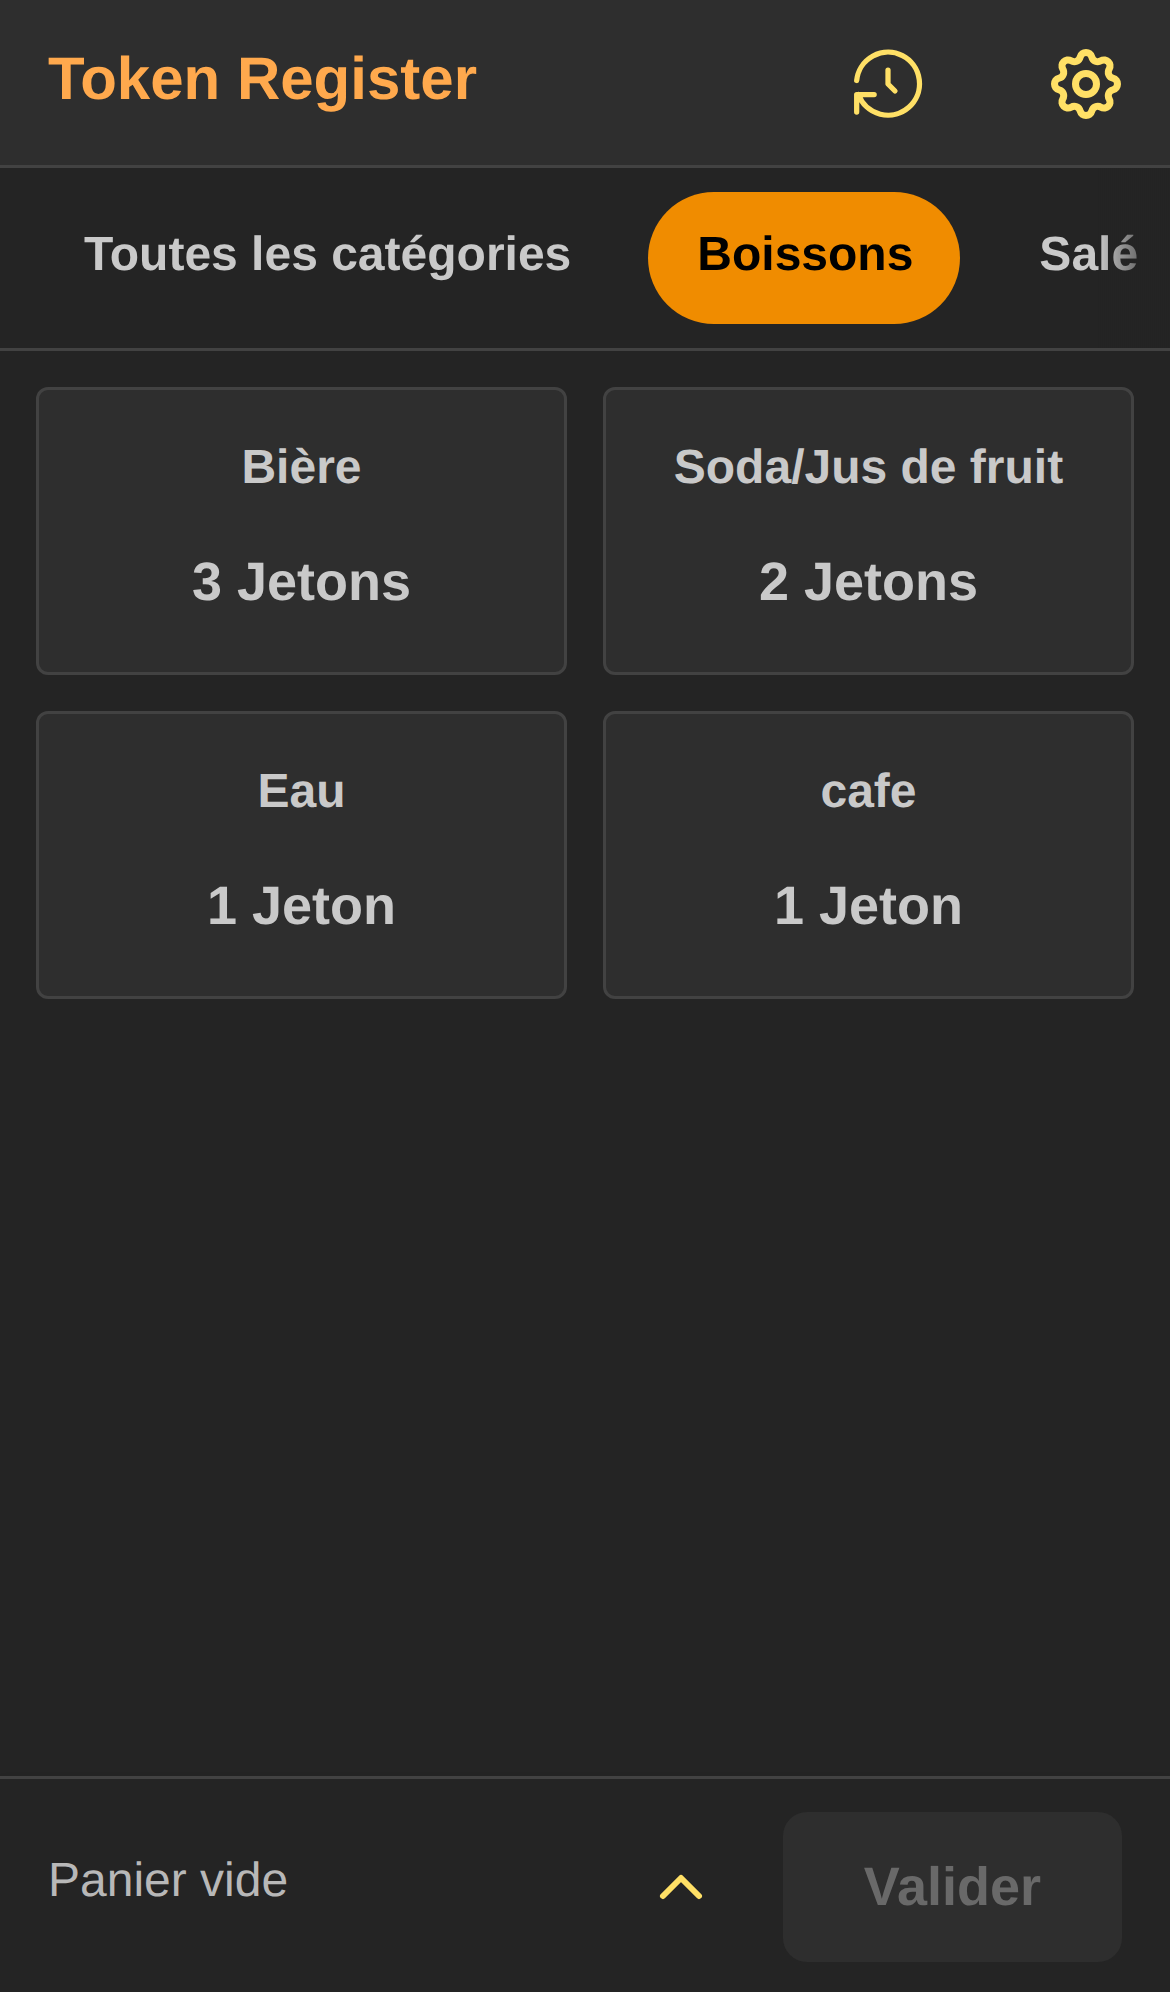 Token Register
Toutes les catégories Boissons Salé
Bière Soda/Jus de fruit
3 Jetons 2 Jetons
Eau cafe
1 Jeton 1 Jeton
Panier vide Valider